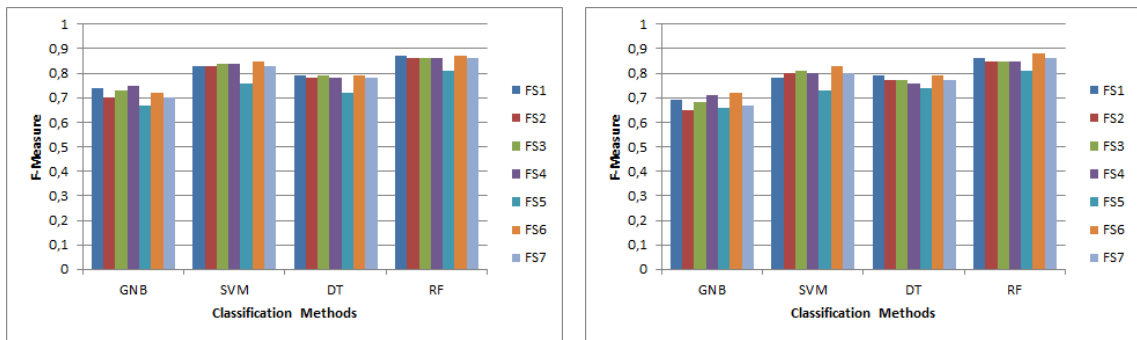 1
0,9
0,8
0,7
0,6
0,5
0,4
0,3
0,2
0,1
0
F-Measure
GNB
SVM
DT
RF
Classification Methods
FS1
FS2
FS3
FS4
FS5
FS6
FS7
1
0,9
0,8
0,7
0,6
0,5
0,4
0,3
0,2
0,1
0
F-Measure
GNB
SVM
DT
RF
Classification Methods
FS1
FS2
FS3
FS4
FS5
FS6
FS7